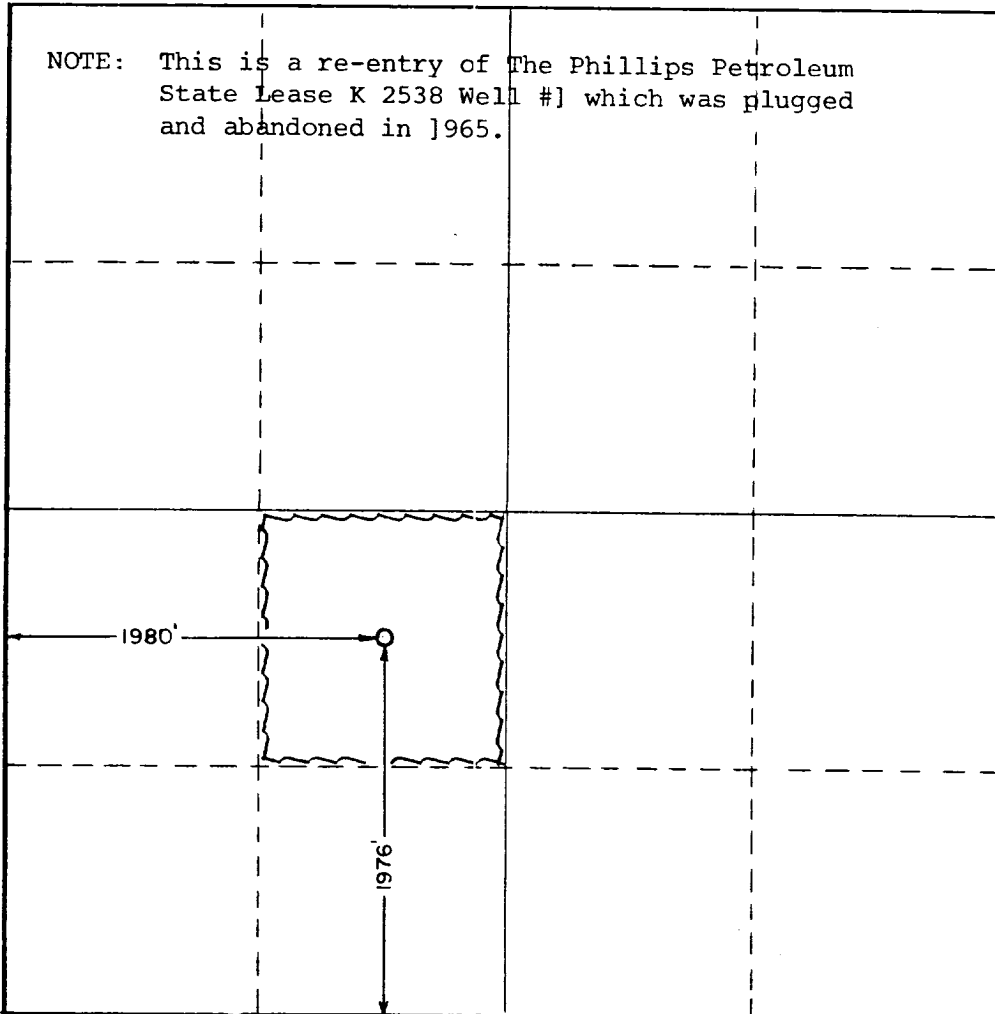 NOTE: This is a re-entry of The Phillips Petroleum
State Lease K 2538 Well #] which was plugged
and abandoned in ]965.
1980'
1976'